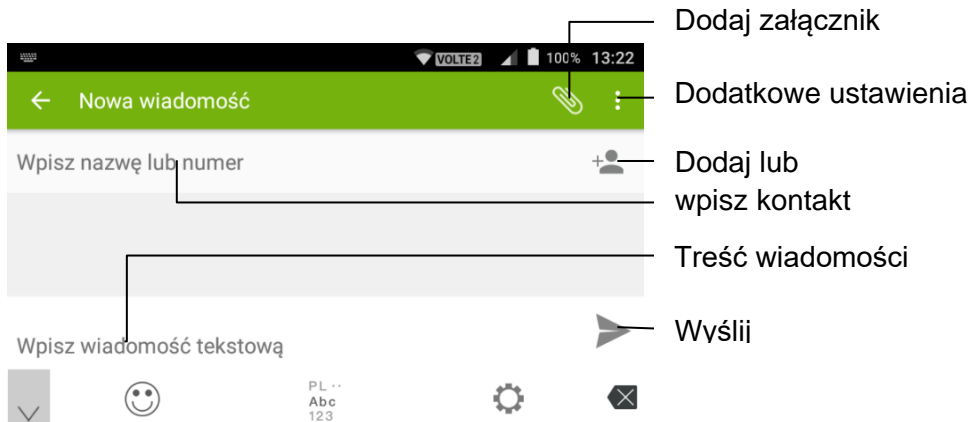 Dodaj załącznik
VOLTE2 100% 13:22
Nowa wiadomość
Dodatkowe ustawienia
Wpisz nazwę lub numer
Dodaj lub
wpisz kontakt
Treść wiadomości
Wyślij
Wpisz wiadomość tekstową
PL
Abc
123